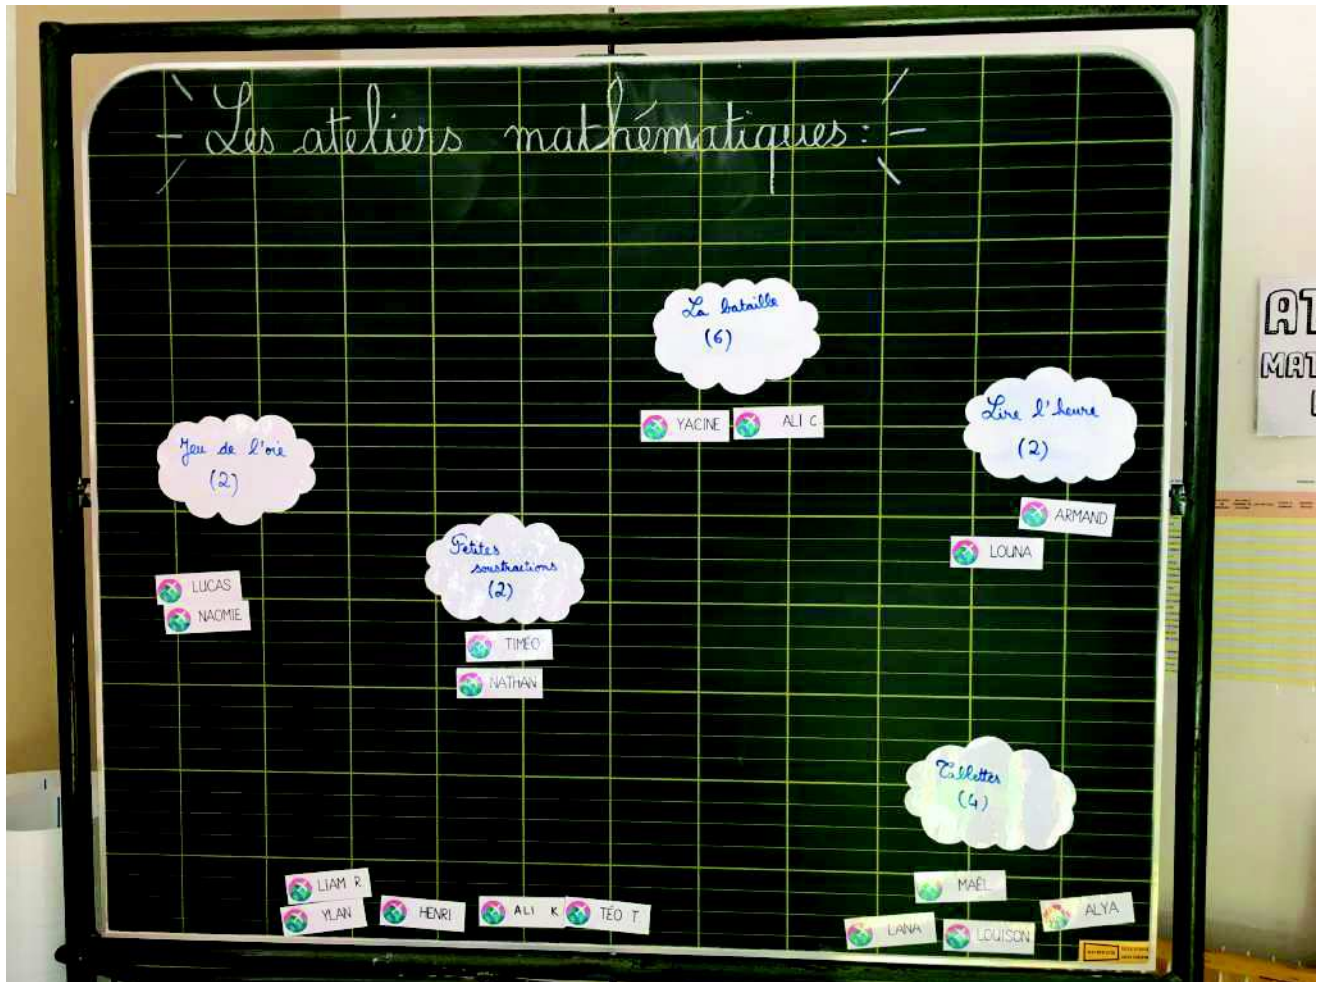 Les ateliers mathématiques :
La bataille
(6)
YACINE
ALI C
Lire l'heure
(2)
ARMAND
LOUNA
Jeu de l'oie
(2)
LUCAS
NAOMIE
Petites
soustractions
(2)
TIMÉO
NATHAN
Tablettes
(4)
MAËL
LANA
LOUISON
ALYA
LIAM R.
YLAN
HENRI
ALI K
TÉO T.